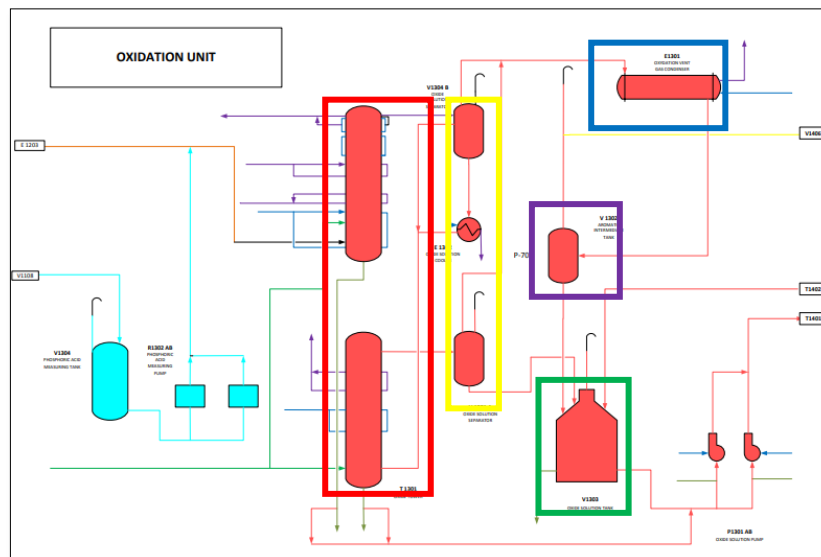 OXIDATION UNIT
E1301
OXIDATION VENT
GAS CONDENSER
V1304 B
OXIDE
V1406
E 1203
V 1302
INTERMEDI
TANK
P-70
V1108
T1402
T1401
V1304
PHOSPHORIC ACID
MEASURING TANK
R1302 AB
PHOSPHORIC
ACID
MEASURING
PUMP
OXIDE SOLUTION
SEPARATOR
T 1301
V1303
OXIDE SOLUTION TANK
P1301 AB
OXIDE SOLUTION PUMP